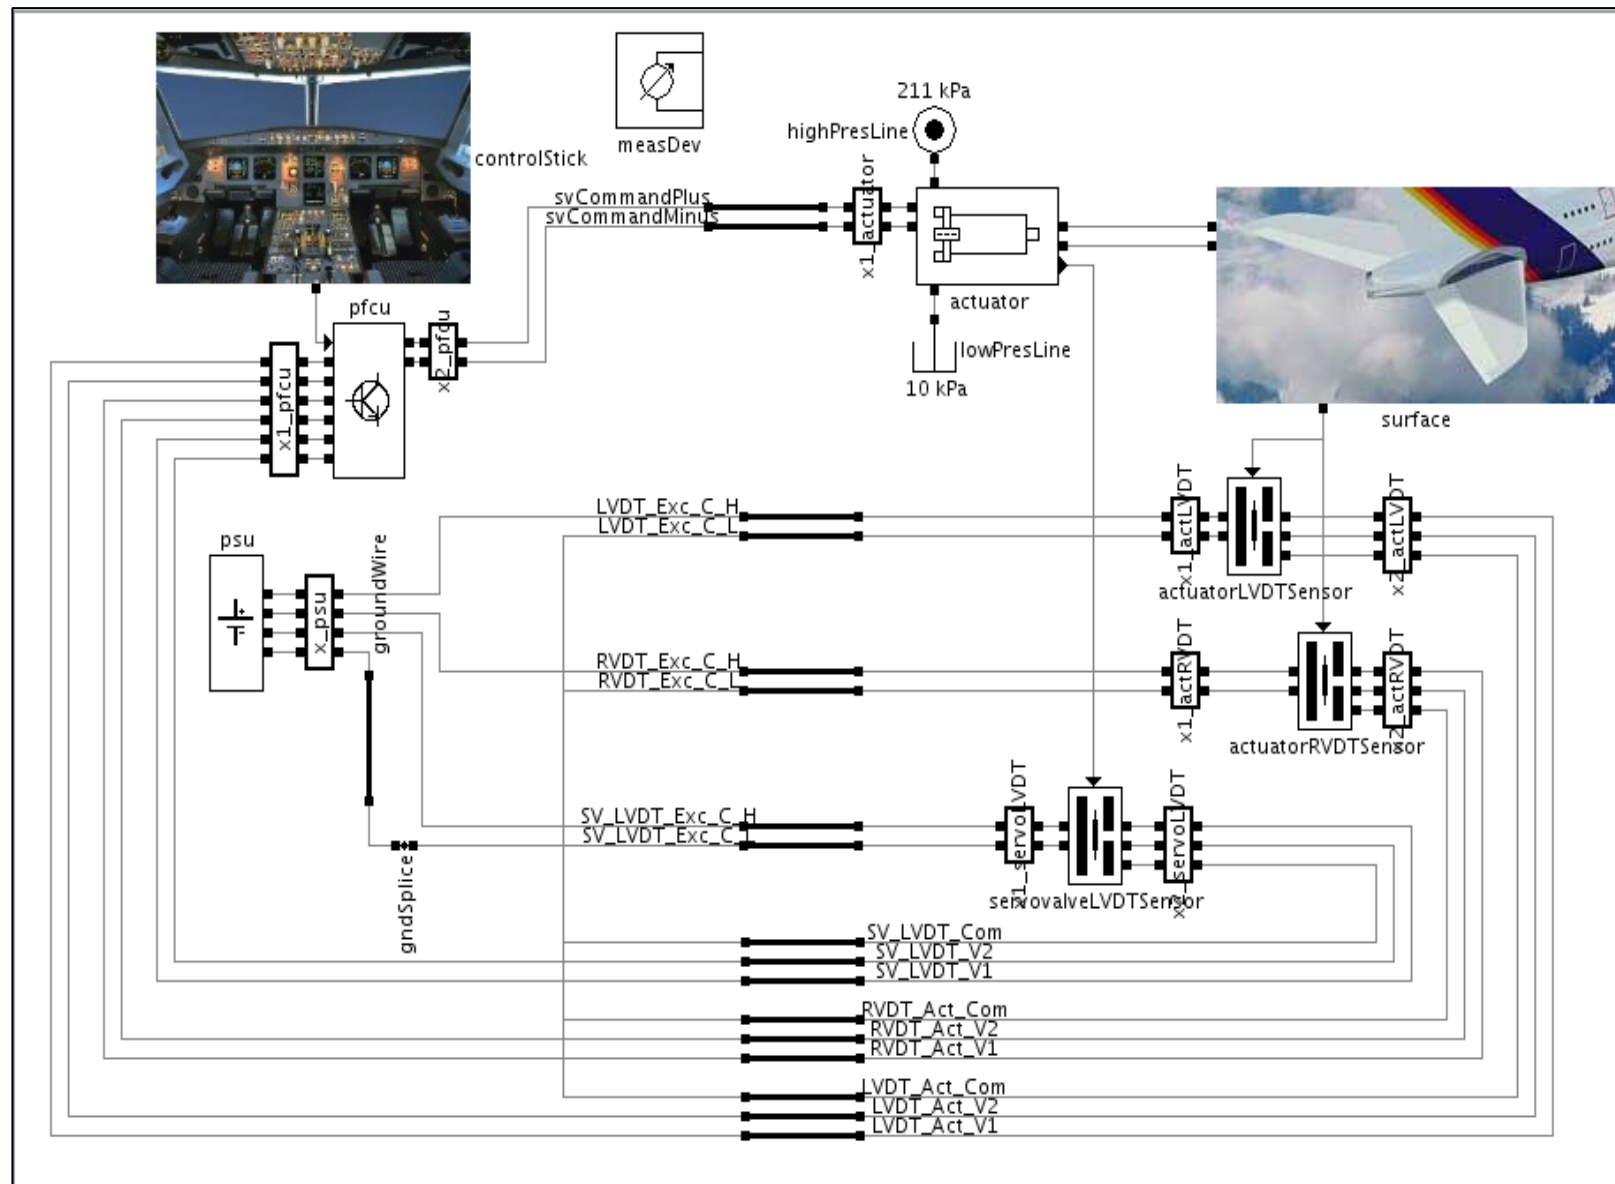 211 kPa
highPresLine
measDev
controlStick
svCommandPlus
svCommandMinus
x1_actuator
actuator
pfcu
x2_pfcu
x1_pfcu
lowPresLine
10 kPa
surface
LVDT_Exc_C_H
LVDT_Exc_C_L
x1_actLVDT
x2_actLVDT
actuatorLVDTSensor
psu
x_psu
groundWire
RVDT_Exc_C_H
RVDT_Exc_C_L
x1_actRVDT
x2_actRVDT
actuatorRVDTSensor
SV_LVDT_Exc_C_H
SV_LVDT_Exc_C_L
x1_servoLVDT
x2_servoLVDT
servovalveLVDTSensor
gndSplice
SV_LVDT_Com
SV_LVDT_V2
SV_LVDT_V1
RVDT_Act_Com
RVDT_Act_V2
RVDT_Act_V1
LVDT_Act_Com
LVDT_Act_V2
LVDT_Act_V1